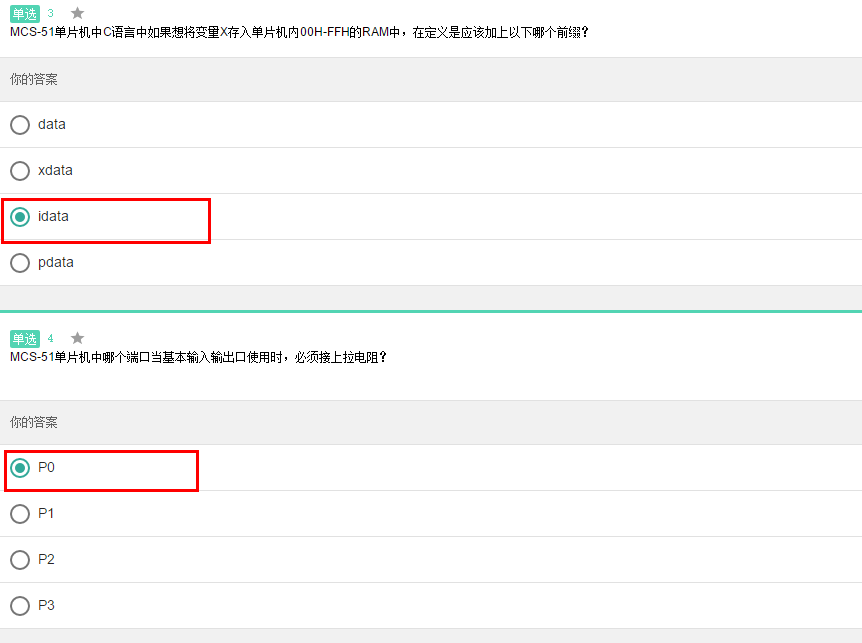 单选 3
MCS-51单片机中C语言中如果想将变量X存入单片机内00H-FFH的RAM中，在定义是应该加上以下哪个前缀？
你的答案
data
xdata
idata
pdata
单选 4
MCS-51单片机中哪个端口当基本输入输出口使用时，必须接上拉电阻？
你的答案
P0
P1
P2
P3